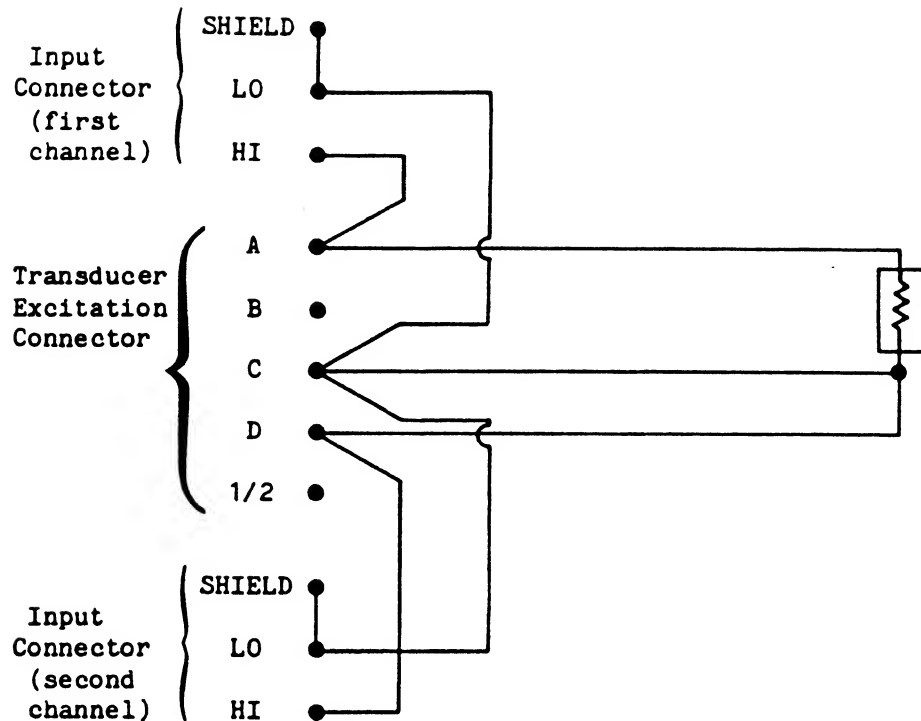 SHIELD
Input
Connector
(first
channel)
LO
HI
A
Transducer
Excitation
Connector
B
C
D
1/2
SHIELD
Input
Connector
(second
channel)
LO
HI